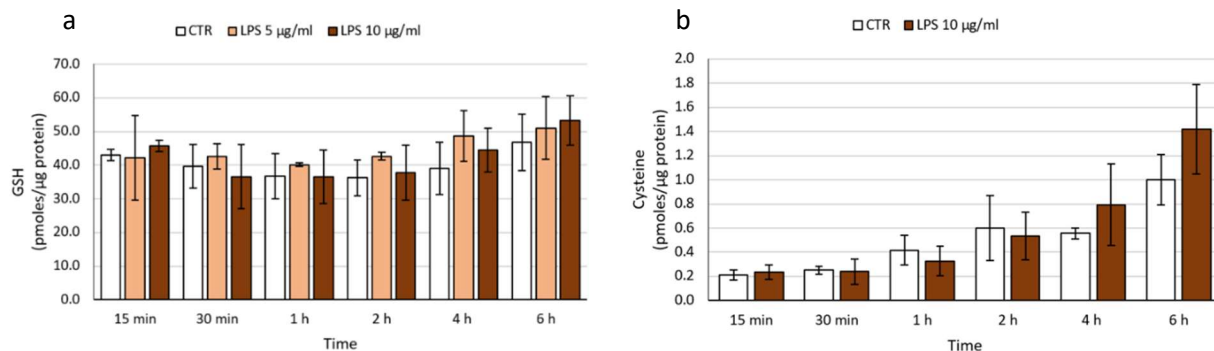 a
CTR LPS 5 µg/ml LPS 10 µg/ml
70.0
60.0
50.0
40.0
30.0
20.0
10.0
0.0
GSH
(pmoles/µg protein)
15 min 30 min 1 h 2 h 4 h 6 h
Time
b
CTR LPS 10 µg/ml
2.0
1.8
1.6
1.4
1.2
1.0
0.8
0.6
0.4
0.2
0.0
Cysteine
(pmoles/µg protein)
15 min 30 min 1 h 2 h 4 h 6 h
Time